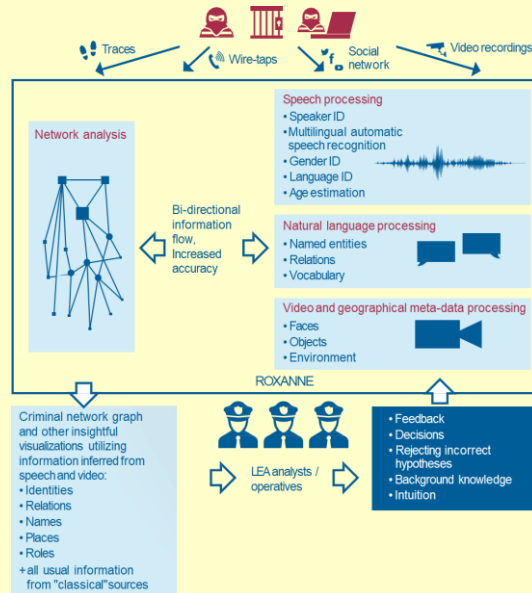 Traces
Wire-taps
Social
network
Video recordings
Network analysis
Bi-directional
information
flow,
Increased
accuracy
Speech processing
• Speaker ID
• Multilingual automatic
speech recognition
• Gender ID
• Language ID
• Age estimation
Natural language processing
• Named entities
• Relations
• Vocabulary
Video and geographical meta-data processing
• Faces
• Objects
• Environment
ROXANNE
Criminal network graph
and other insightful
visualizations utilizing
information inferred from
speech and video:
• Identities
• Relations
• Names
• Places
• Roles
+all usual information
from "classical" sources
LEA analysts /
operatives
• Feedback
• Decisions
• Rejecting incorrect
hypotheses
• Background knowledge
• Intuition